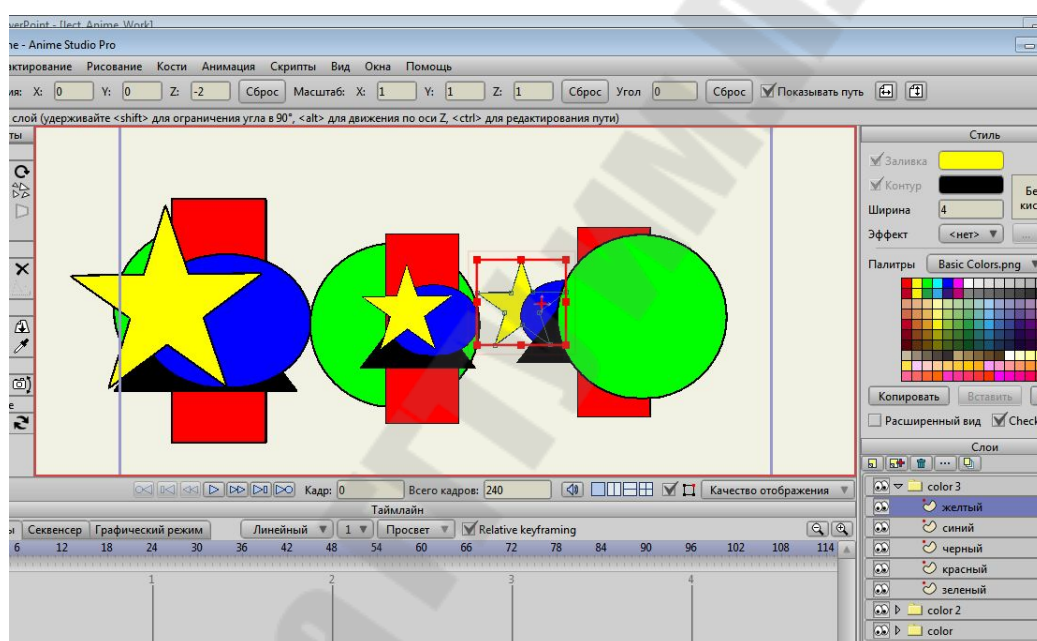 verPoint - [lect_Anime_Work]
ne - Anime Studio Pro
актирование Рисование Кости Анимация Скрипты Вид Окна Помощь
ия: X: 0 Y: 0 Z: -2 Сброс Масштаб: X: 1 Y: 1 Z: 1 Сброс Угол 0 Сброс Показывать путь
слой (удерживайте <shift> для ограничения угла в 90°, <alt> для движения по оси Z, <ctrl> для редактирования пути)
ты
Стиль
Заливка
Контур
Бе
кис
Ширина 4
Эффект <нет> ...
Палитры Basic Colors.png
Копировать Вставить
Расширенный вид Check
Слои
color 3
желтый
синий
черный
красный
зеленый
color 2
color
е
Кадр: 0 Всего кадров: 240 Качество отображения
Таймлайн
ы Секвенсер Графический режим Линейный 1 Просвет Relative keyframing
6 12 18 24 30 36 42 48 54 60 66 72 78 84 90 96 102 108 114
1 2 3 4